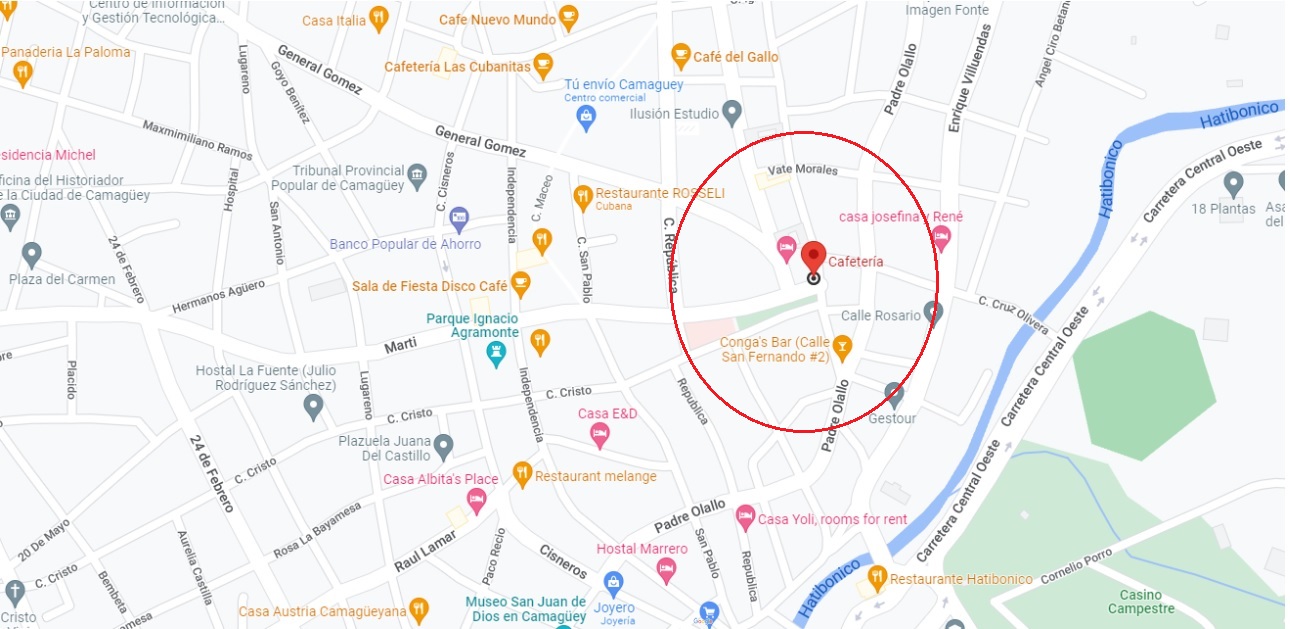 Centro de Información
y Gestión Tecnológica...
Casa Italia
Cafe Nuevo Mundo
Imagen Fonte
Panaderia La Paloma
General Gomez
Cafetería Las Cubanitas
Café del Gallo
Tú envío Camaguey
Centro comercial
Ilusión Estudio
Lugareno
Goyo Benítez
Padre Olallo
Enrique Villuendas
Angel Ciro Betan
Hatibonico
Maxmimiliano Ramos
General Gomez
esidencia Michel
ficina del Historiador
e la Ciudad de Camagüey
Tribunal Provincial
Popular de Camagüey
C. Cisneros
Independencia
C. Maceo
Restaurante ROSSELI
Cubana
Vate Morales
Hatibonico
Carretera Central Oeste
18 Plantas
Asa
del
Hospital
San Antonio
Banco Popular de Ahorro
C. República
casa josefina y René
Plaza del Carmen
24 de Febrero
Hermanos Agüero
Sala de Fiesta Disco Café
C. San Pablo
Cafetería
C. Cruz Olivera
Calle Rosario
Parque Ignacio
Agramonte
Marti
Conga's Bar (Calle
San Fernando #2)
Carretera Central Oeste
bre
Placido
Hostal La Fuente (Julio
Rodríguez Sánchez)
Lugareno
Independencia
C. Cristo
Republica
Padre Olallo
Gestour
C. Cristo
Casa E&D
Plazuela Juana
Del Castillo
24 de Febrero
C. Cristo
Casa Albita's Place
Restaurant melange
Carretera Central Oeste
Padre Olallo
Casa Yoli, rooms for rent
20 de Mayo
Rosa La Bayamesa
Aurelia Castilla
Raul Lamar
Paco Recio
Cisneros
Hostal Marrero
San Pablo
Republica
Hatibonico
Restaurante Hatibonico
Cornelio Porro
Casino
Campestre
C. Cristo
Cristo
Bembeta
amesa
Casa Austria Camagüeyana
Museo San Juan de
Dios en Camagüey
Joyero
Joyería